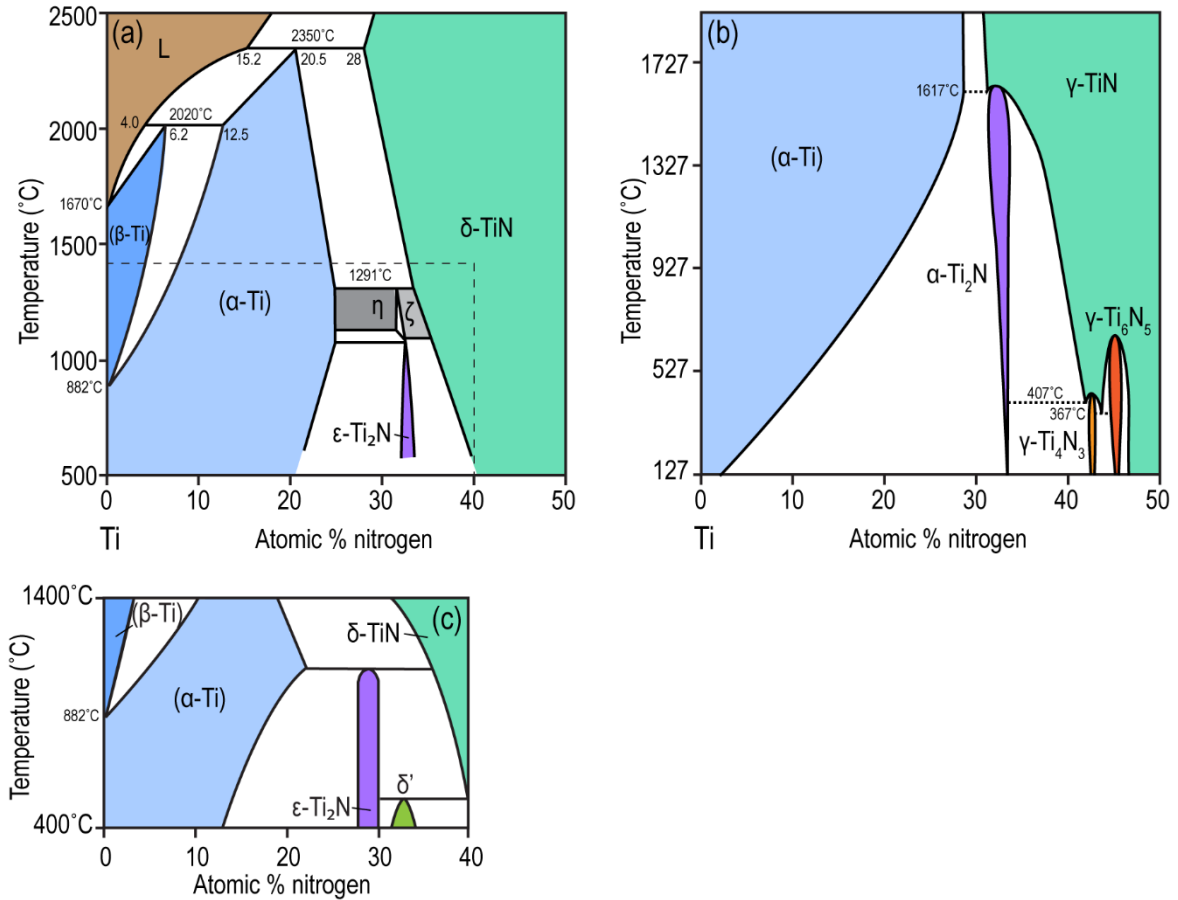 (a)
Temperature (˚C)
2500
2000
1500
1000
500
L
2350˚C
15.2
20.5
28
2020˚C
4.0
6.2
12.5
1670˚C
(β-Ti)
δ-TiN
1291˚C
(α-Ti)
η
ζ
882˚C
ε-Ti₂N
0
10
20
30
40
50
Ti
Atomic % nitrogen
(b)
Temperature (˚C)
1727
1327
927
527
127
1617˚C
γ-TiN
(α-Ti)
α-Ti₂N
γ-Ti₆N₅
407˚C
367˚C
γ-Ti₄N₃
0
10
20
30
40
50
Ti
Atomic % nitrogen
(c)
Temperature (˚C)
1400˚C
400˚C
(β-Ti)
δ-TiN
(α-Ti)
882˚C
δ’
ε-Ti₂N
0
10
20
30
40
Atomic % nitrogen